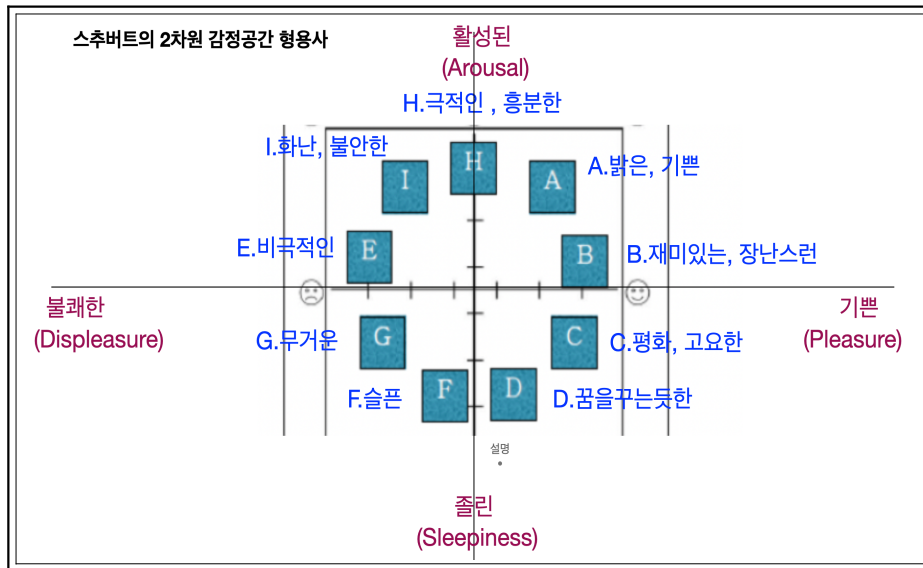 스추버트의 2차원 감정공간 형용사
활성된
(Arousal)
H.극적인 , 흥분한
I.화난, 불안한
H
I
A
A.밝은, 기쁜
E.비극적인
E
B
B.재미있는, 장난스런
불쾌한
(Displeasure)
기쁜
(Pleasure)
G.무거운
G
C
C.평화, 고요한
F.슬픈
F
D
D.꿈을꾸는듯한
설명
졸린
(Sleepiness)